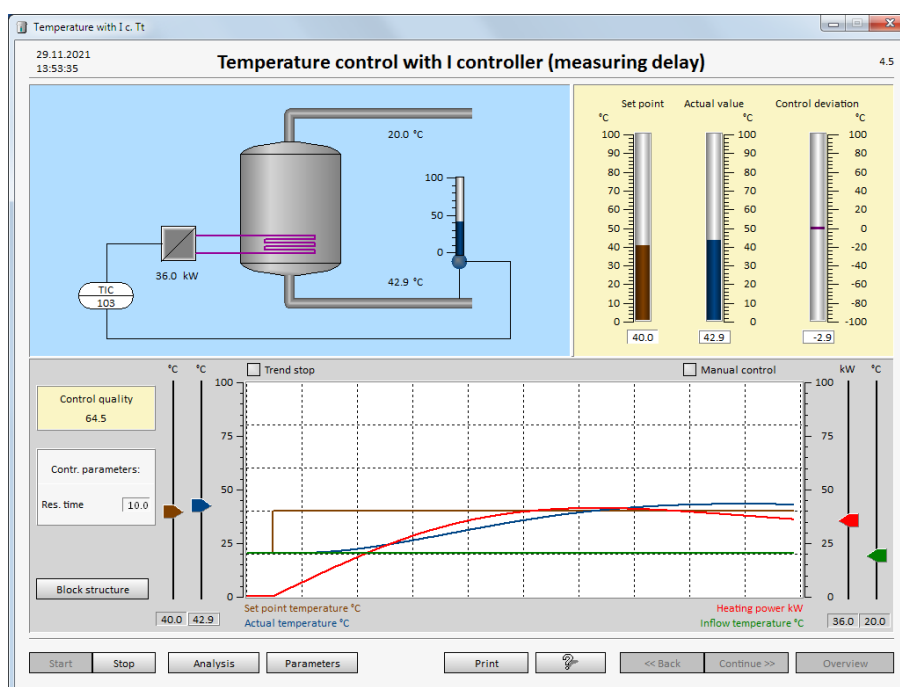 Temperature with I c. Tt
29.11.2021
13:53:35
Temperature control with I controller (measuring delay)
4.5
20.0 °C
100
50
0
36.0 kW
TIC
103
42.9 °C
Set point Actual value Control deviation
°C °C °C
100 100 100
90 90 80
80 80 60
70 70 40
60 60 20
50 50 0
40 40 -20
30 30 -40
20 20 -60
10 10 -80
0 0 -100
40.0 42.9 -2.9
°C °C Trend stop Manual control kW °C
Control quality
64.5
Contr. parameters:
Res. time 10.0
Block structure
100 100
75 75
50 50
25 25
0 0
40.0 42.9 36.0 20.0
Set point temperature °C Heating power kW
Actual temperature °C Inflow temperature °C
Start Stop Analysis Parameters Print ? << Back Continue >> Overview